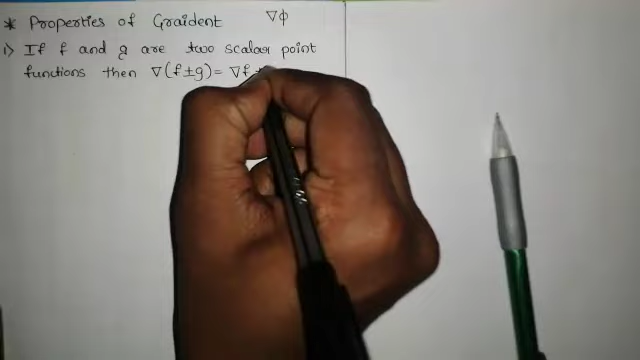 * Properties of Graident ∇ϕ
1) If f and g are two scalar point
functions then ∇(f±g)= ∇f